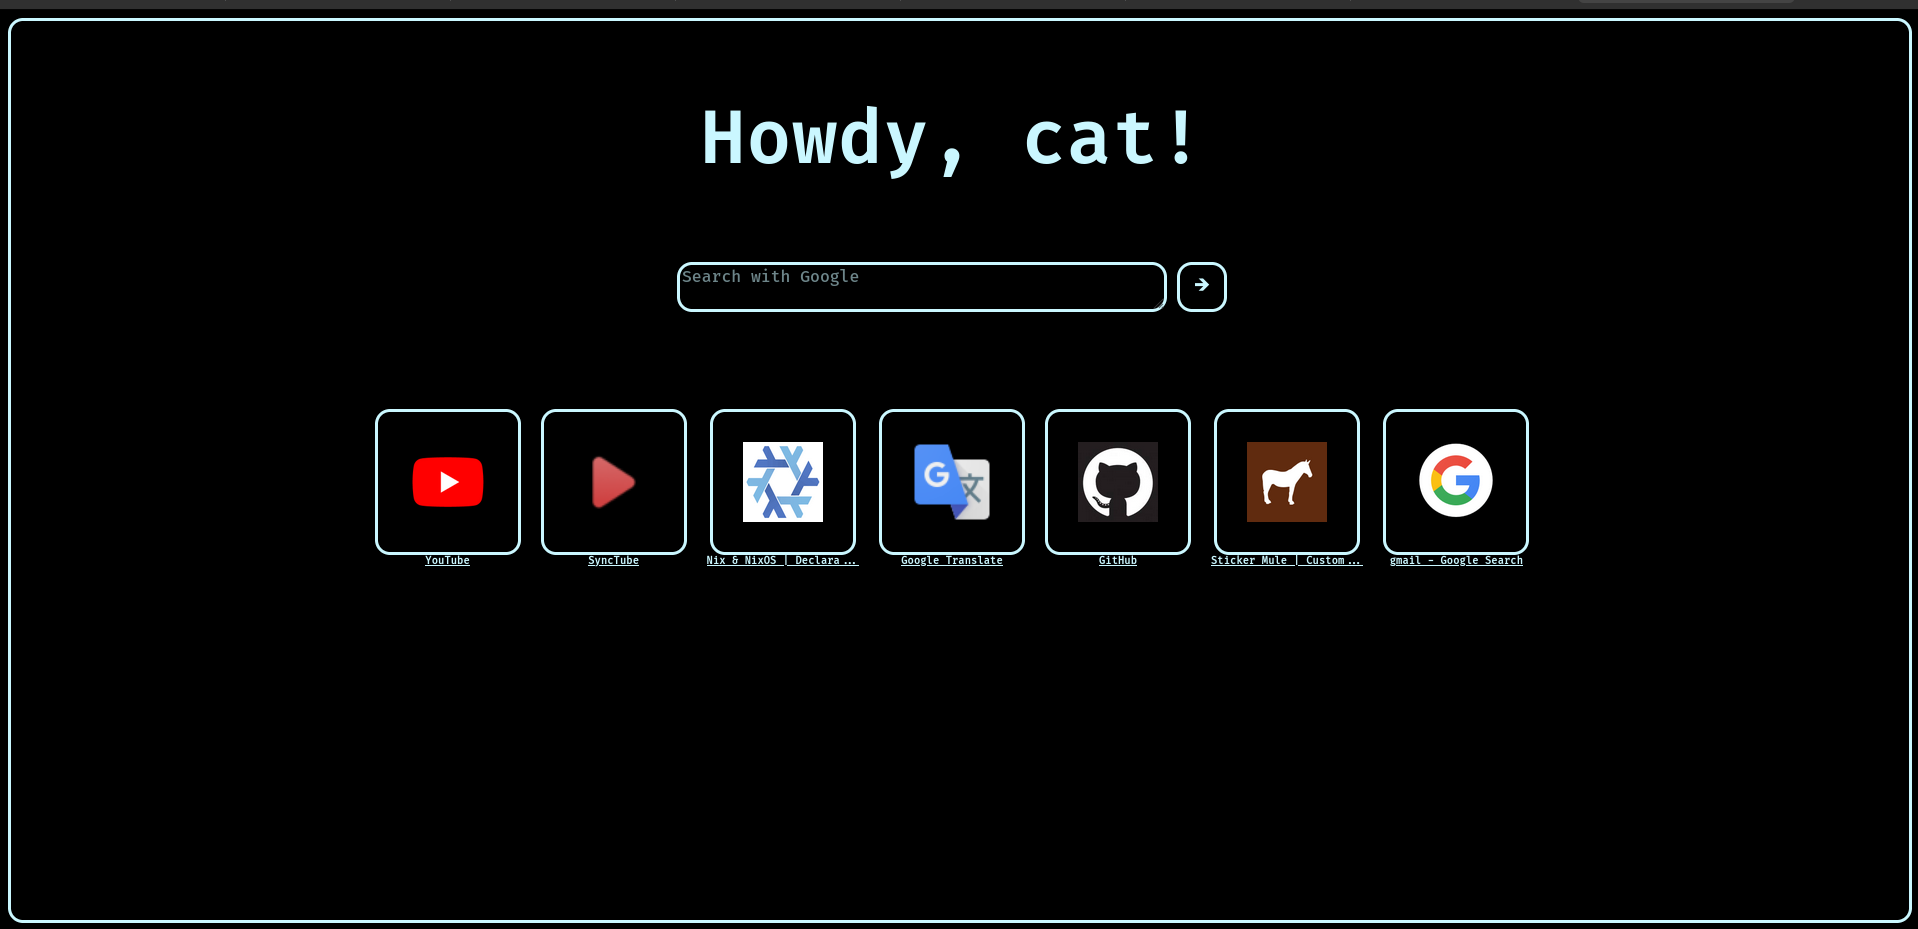 Howdy, cat!
Search with Google
YouTube
SyncTube
Nix & NixOS | Declara...
Google Translate
GitHub
Sticker Mule | Custom...
gmail - Google Search